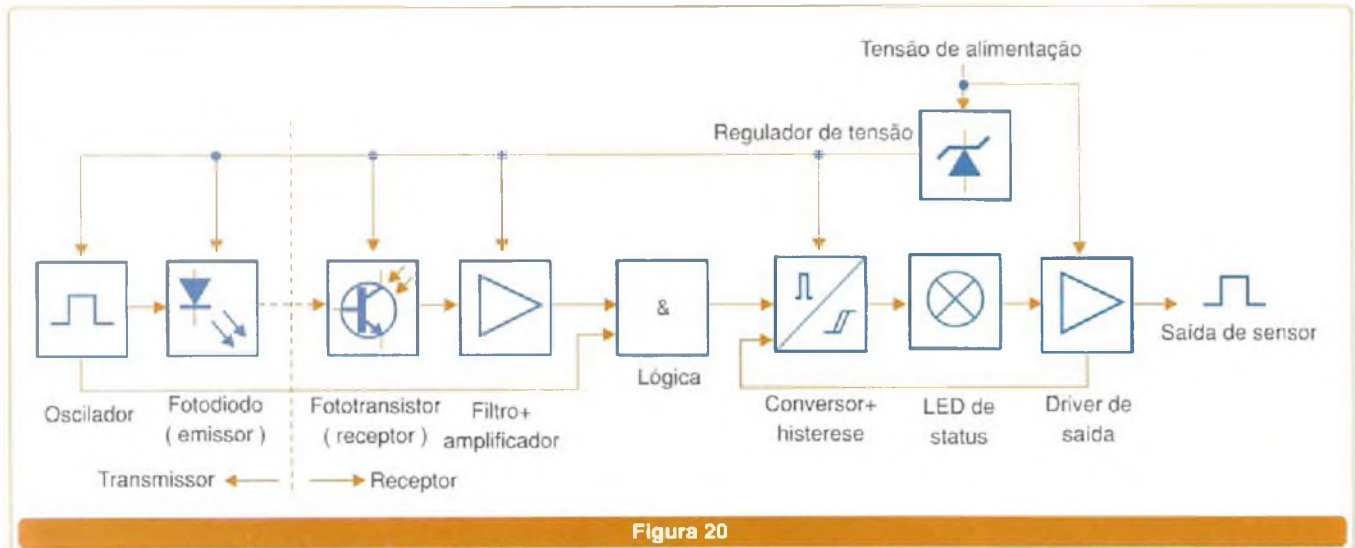 Tensão de alimentação
Regulador de tensão
&
Lógica
Saída de sensor
Oscilador
Fotodiodo
( emissor )
Fototransistor
( receptor )
Filtro+
amplificador
Conversor+
histerese
LED de
status
Driver de
saída
Transmissor
Receptor
Figura 20